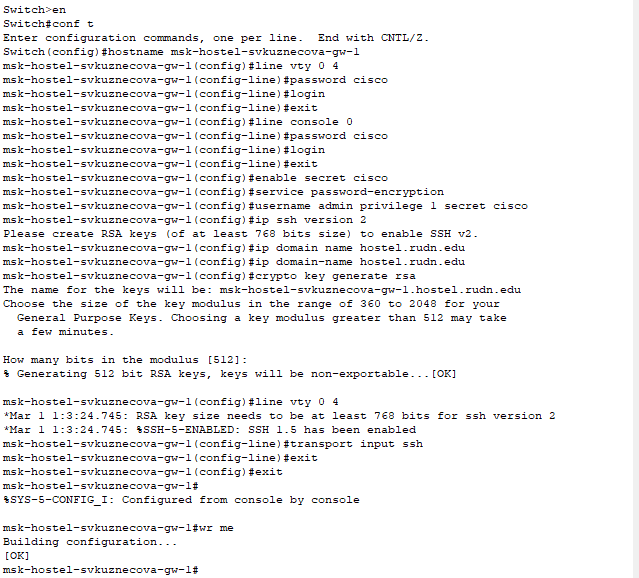 Switch>en
Switch#conf t
Enter configuration commands, one per line.  End with CNTL/Z.
Switch(config)#hostname msk-hostel-svkuznecova-gw-1
msk-hostel-svkuznecova-gw-1(config)#line vty 0 4
msk-hostel-svkuznecova-gw-1(config-line)#password cisco
msk-hostel-svkuznecova-gw-1(config-line)#login
msk-hostel-svkuznecova-gw-1(config-line)#exit
msk-hostel-svkuznecova-gw-1(config)#line console 0
msk-hostel-svkuznecova-gw-1(config-line)#password cisco
msk-hostel-svkuznecova-gw-1(config-line)#login
msk-hostel-svkuznecova-gw-1(config-line)#exit
msk-hostel-svkuznecova-gw-1(config)#enable secret cisco
msk-hostel-svkuznecova-gw-1(config)#service password-encryption
msk-hostel-svkuznecova-gw-1(config)#username admin privilege 1 secret cisco
msk-hostel-svkuznecova-gw-1(config)#ip ssh version 2
Please create RSA keys (of at least 768 bits size) to enable SSH v2.
msk-hostel-svkuznecova-gw-1(config)#ip domain name hostel.rudn.edu
msk-hostel-svkuznecova-gw-1(config)#ip domain-name hostel.rudn.edu
msk-hostel-svkuznecova-gw-1(config)#crypto key generate rsa
The name for the keys will be: msk-hostel-svkuznecova-gw-1.hostel.rudn.edu
Choose the size of the key modulus in the range of 360 to 2048 for your
  General Purpose Keys. Choosing a key modulus greater than 512 may take
  a few minutes.

How many bits in the modulus [512]:
% Generating 512 bit RSA keys, keys will be non-exportable...[OK]

msk-hostel-svkuznecova-gw-1(config)#line vty 0 4
*Mar 1 1:3:24.745: RSA key size needs to be at least 768 bits for ssh version 2
*Mar 1 1:3:24.745: %SSH-5-ENABLED: SSH 1.5 has been enabled
msk-hostel-svkuznecova-gw-1(config-line)#transport input ssh
msk-hostel-svkuznecova-gw-1(config-line)#exit
msk-hostel-svkuznecova-gw-1(config)#exit
msk-hostel-svkuznecova-gw-1#
%SYS-5-CONFIG_I: Configured from console by console

msk-hostel-svkuznecova-gw-1#wr me
Building configuration...
[OK]
msk-hostel-svkuznecova-gw-1#